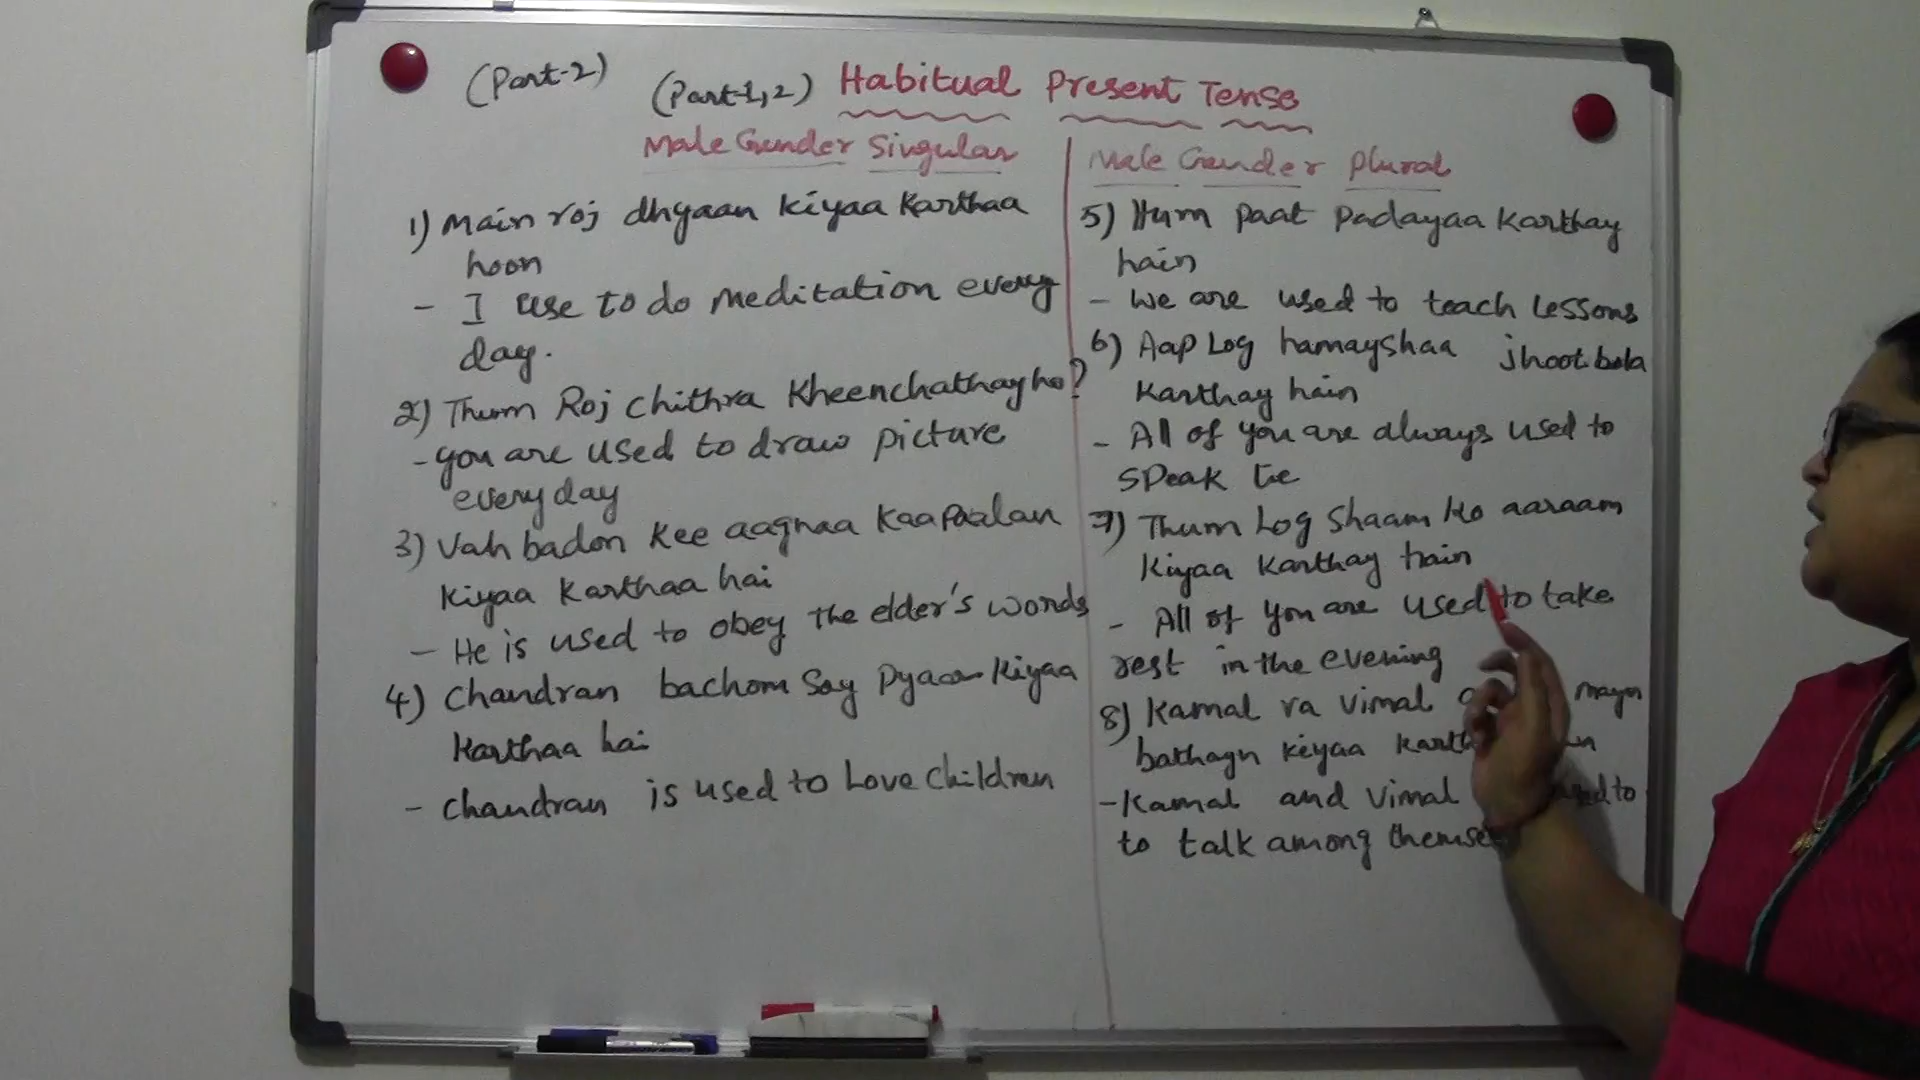 (Part-2)
(Part-1,2) Habitual Present Tense
Male Gender Singular
1) Main roj dhyaan kiyaa karthaa
hoon
- I use to do meditation every
day.
2) Thum Roj chithra kheenchathay ho?
- you are used to draw picture
every day
3) Vah badon kee aagnaa kaa paalan
kiyaa karthaa hai
- He is used to obey the elder's words
4) Chandran bachom say pyaar kiyaa
karthaa hai
- Chandran is used to Love children
Male Gender Plural
5) Hum paat padayaa karthay
hain
- We are used to teach Lessons
6) Aap Log hamayshaa jhoot bola
karthay hain
- All of you are always used to
speak lie
7) Thum Log Shaam ko aaraam
kiyaa karthay hain
- All of you are used to take
rest in the evening
8) Kamal va Vimal mayn
bathayn kiyaa
- Kamal and Vimal to
to talk among